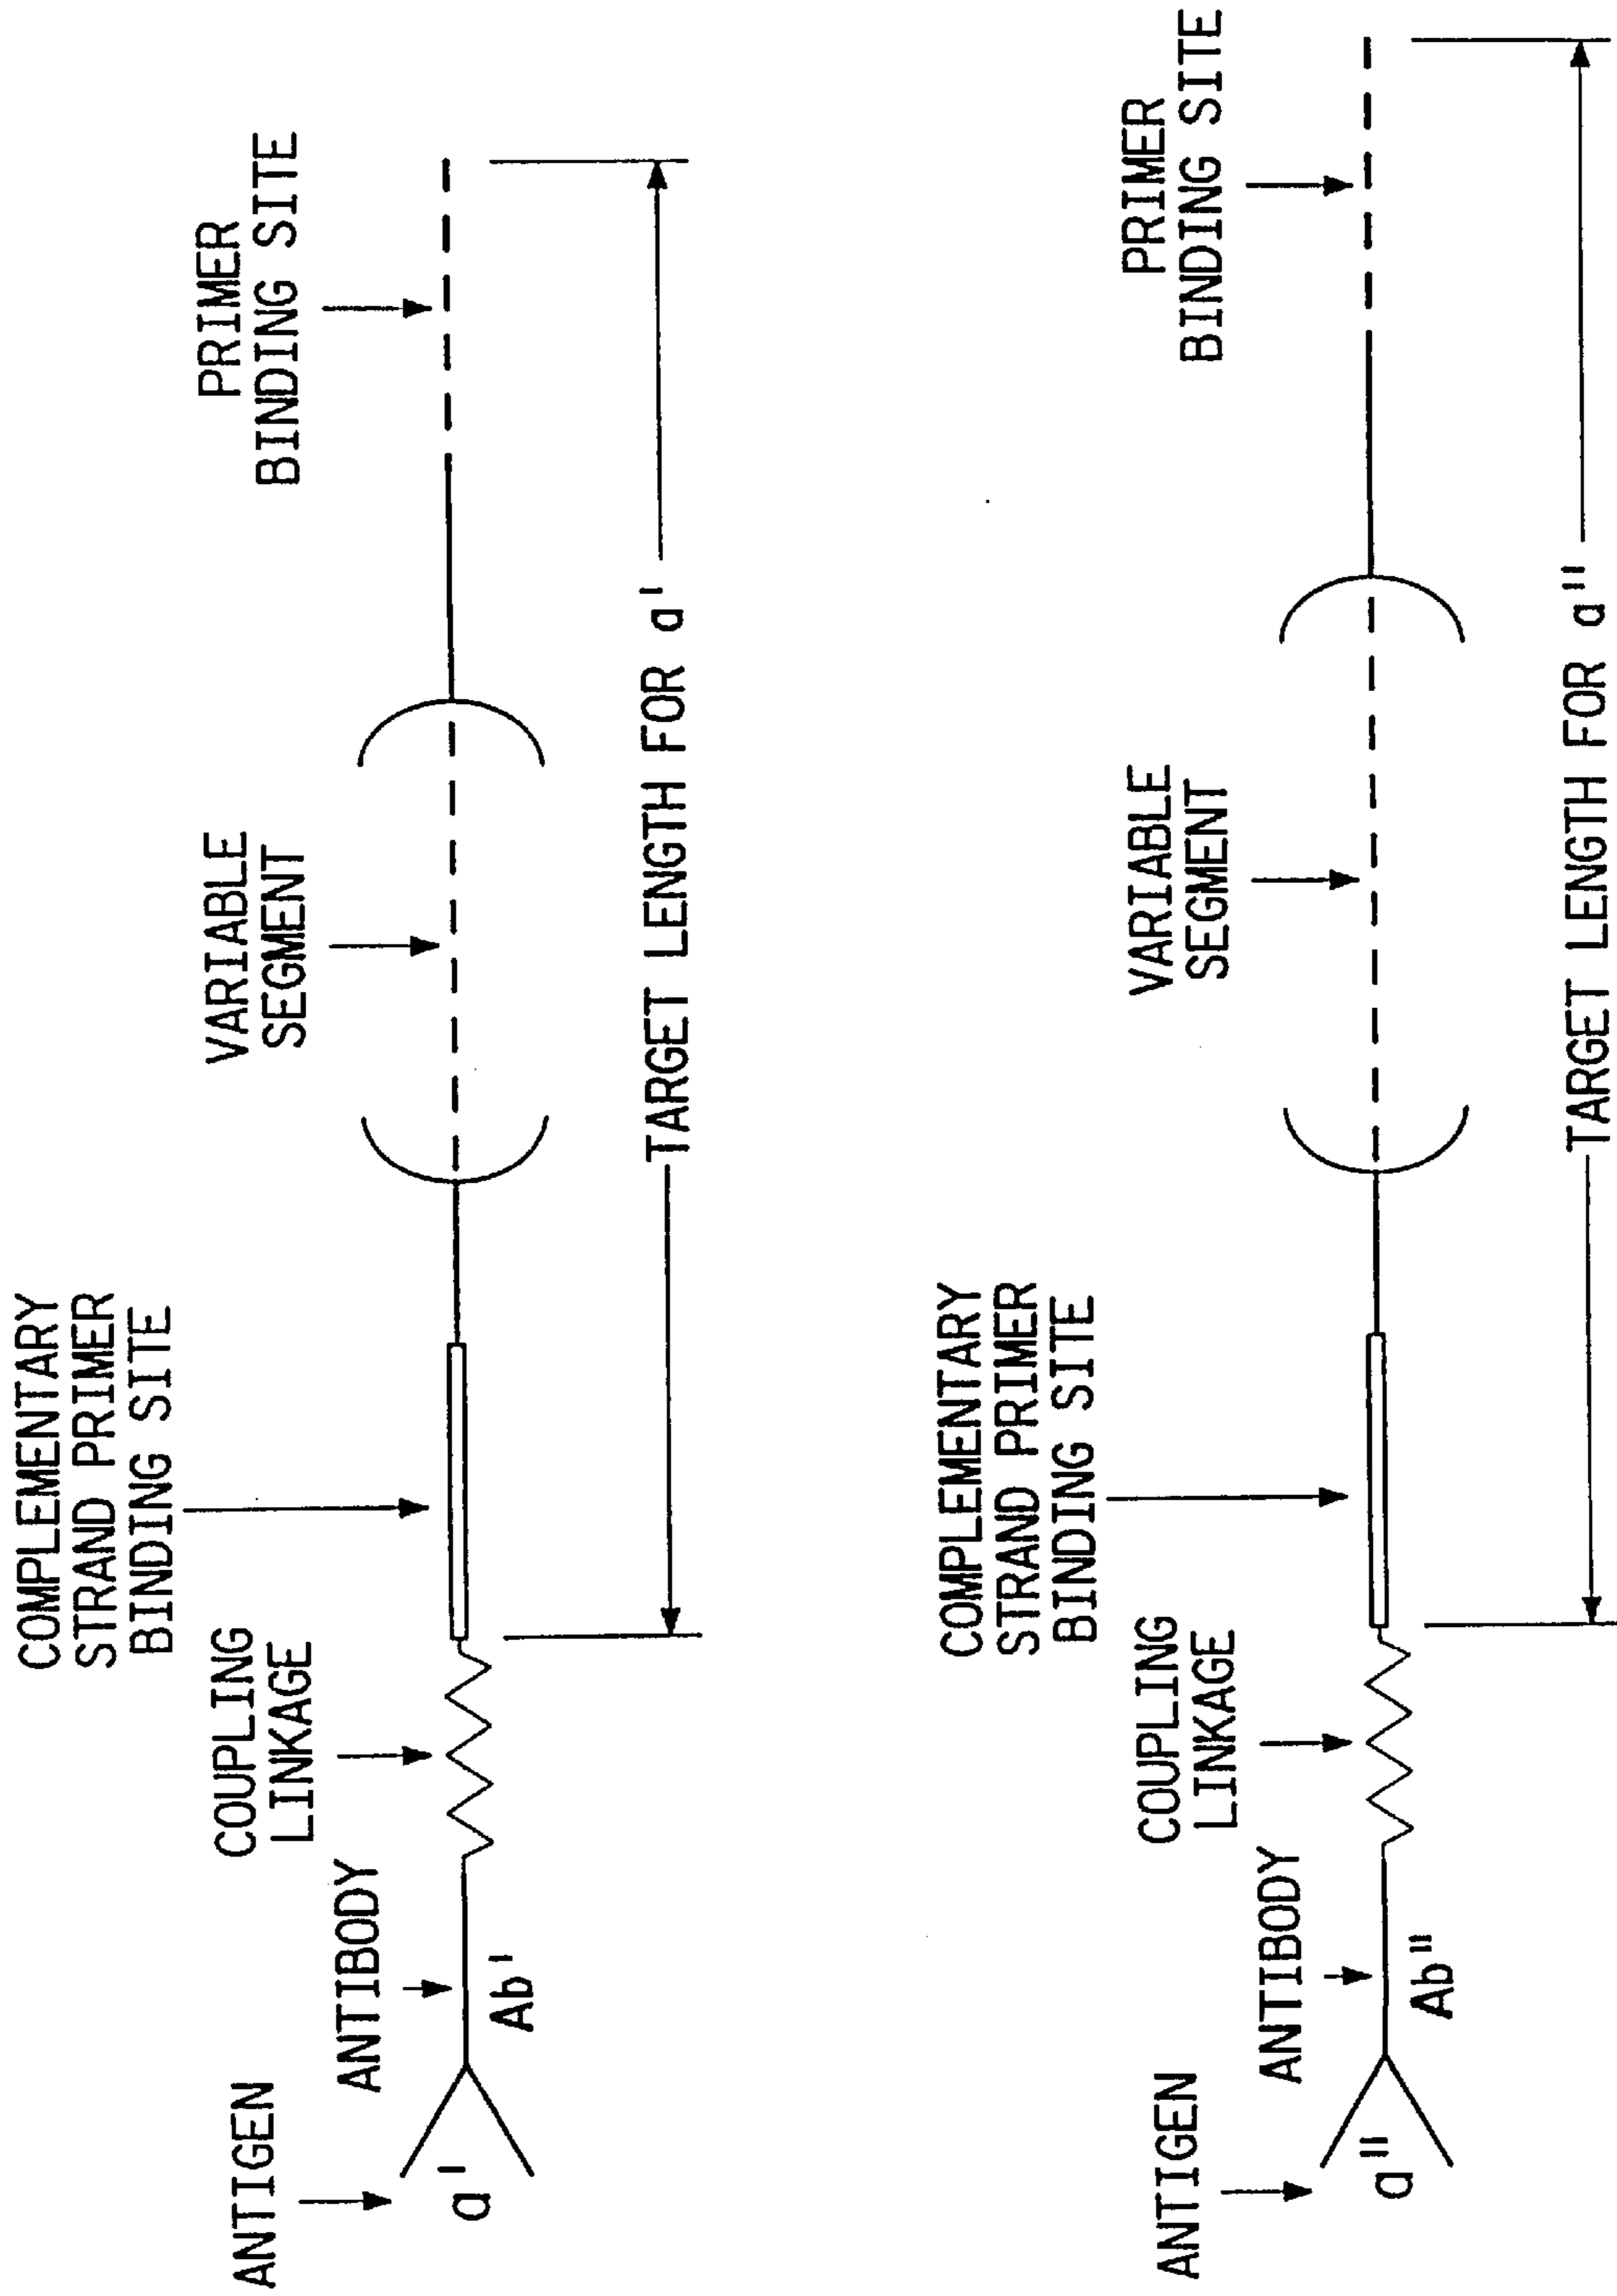 ANTIGEN
a'
ANTIBODY
Ab'
COUPLING
LINKAGE
COMPLEMENTARY
STRAND PRIMER
BINDING SITE
VARIABLE
SEGMENT
PRIMER
BINDING SITE
TARGET LENGTH FOR a'
ANTIGEN
a"
ANTIBODY
Ab"
COUPLING
LINKAGE
COMPLEMENTARY
STRAND PRIMER
BINDING SITE
VARIABLE
SEGMENT
PRIMER
BINDING SITE
TARGET LENGTH FOR a"